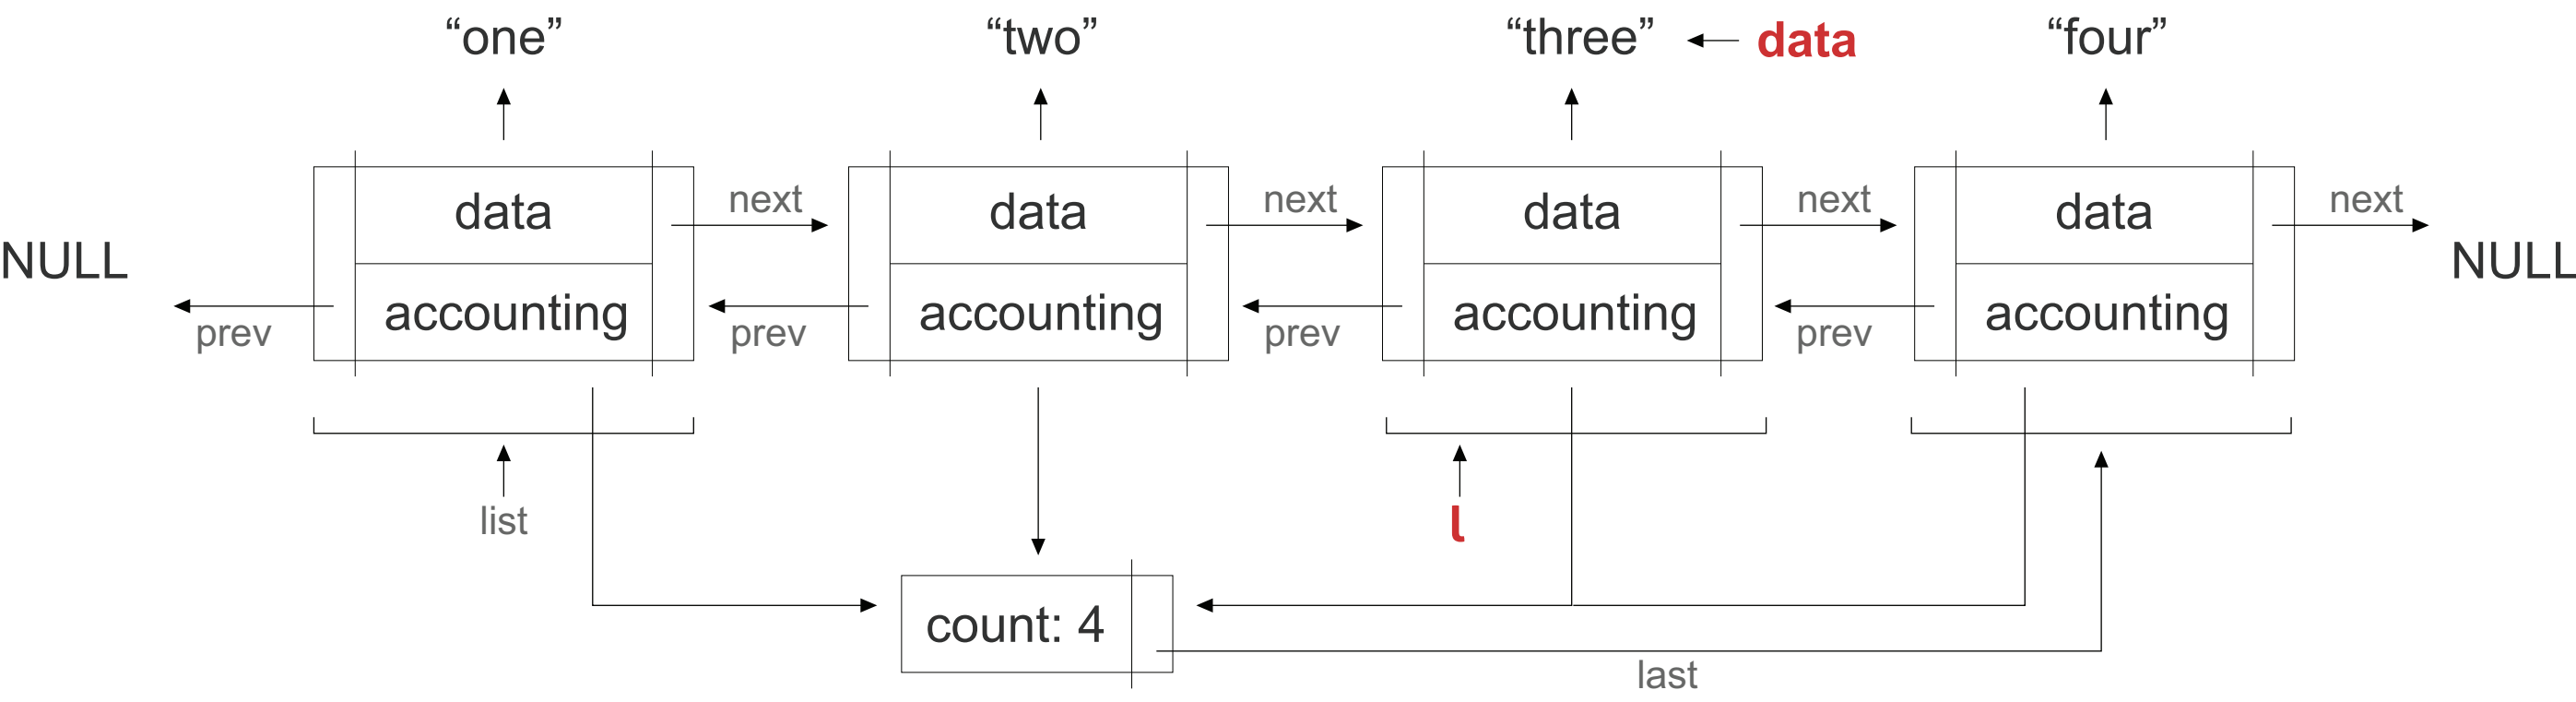 “one” “two” “three” data “four”
data next data next data next data next
NULL NULL
prev accounting prev accounting prev accounting prev accounting
list l
count: 4
last